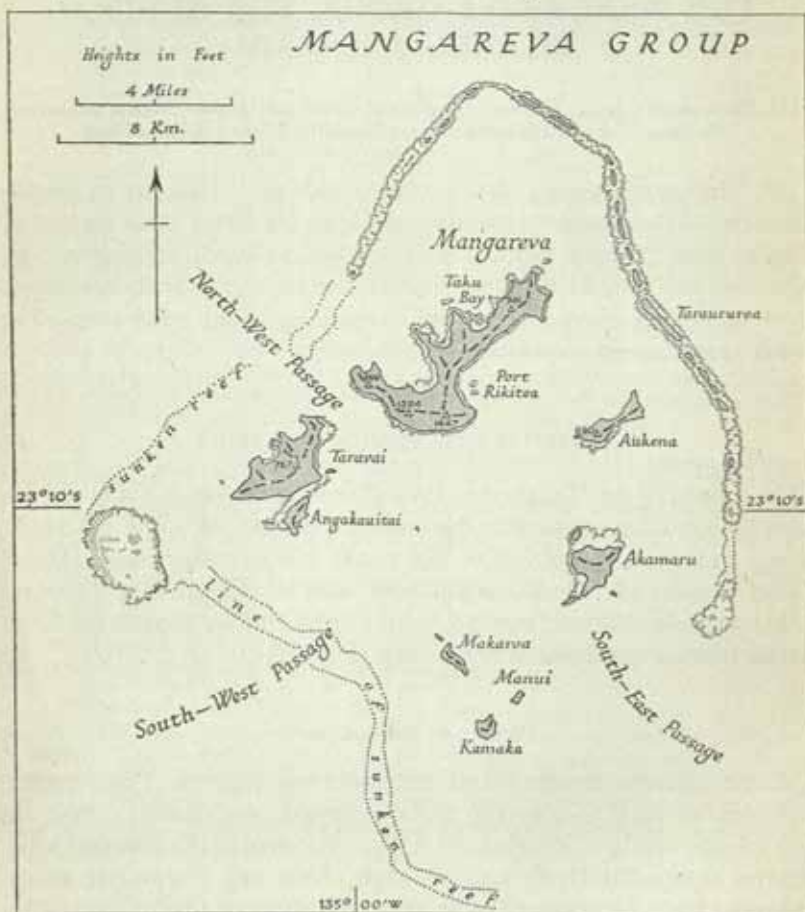 MANGAREVA GROUP
Heights in Feet
4 Miles
8 Km.
Mangareva
Taku
Bay
North-West Passage
Tarauruoa
Port
Rikitea
sunken reef
Aukena
Taravai
23°10'S
23°10'S
Angakauitai
Akamaru
line of sunken reef
Makaroa
South-West Passage
Manui
South-East Passage
Kamaka
135° 00'W